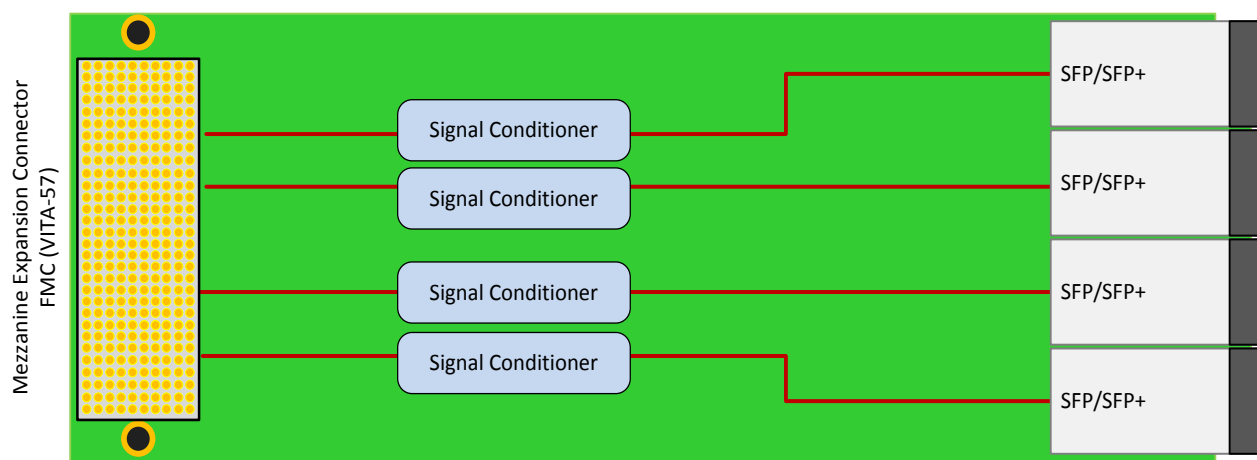 Mezzanine Expansion Connector
FMC (VITA-57)
Signal Conditioner
Signal Conditioner
Signal Conditioner
Signal Conditioner
SFP/SFP+
SFP/SFP+
SFP/SFP+
SFP/SFP+